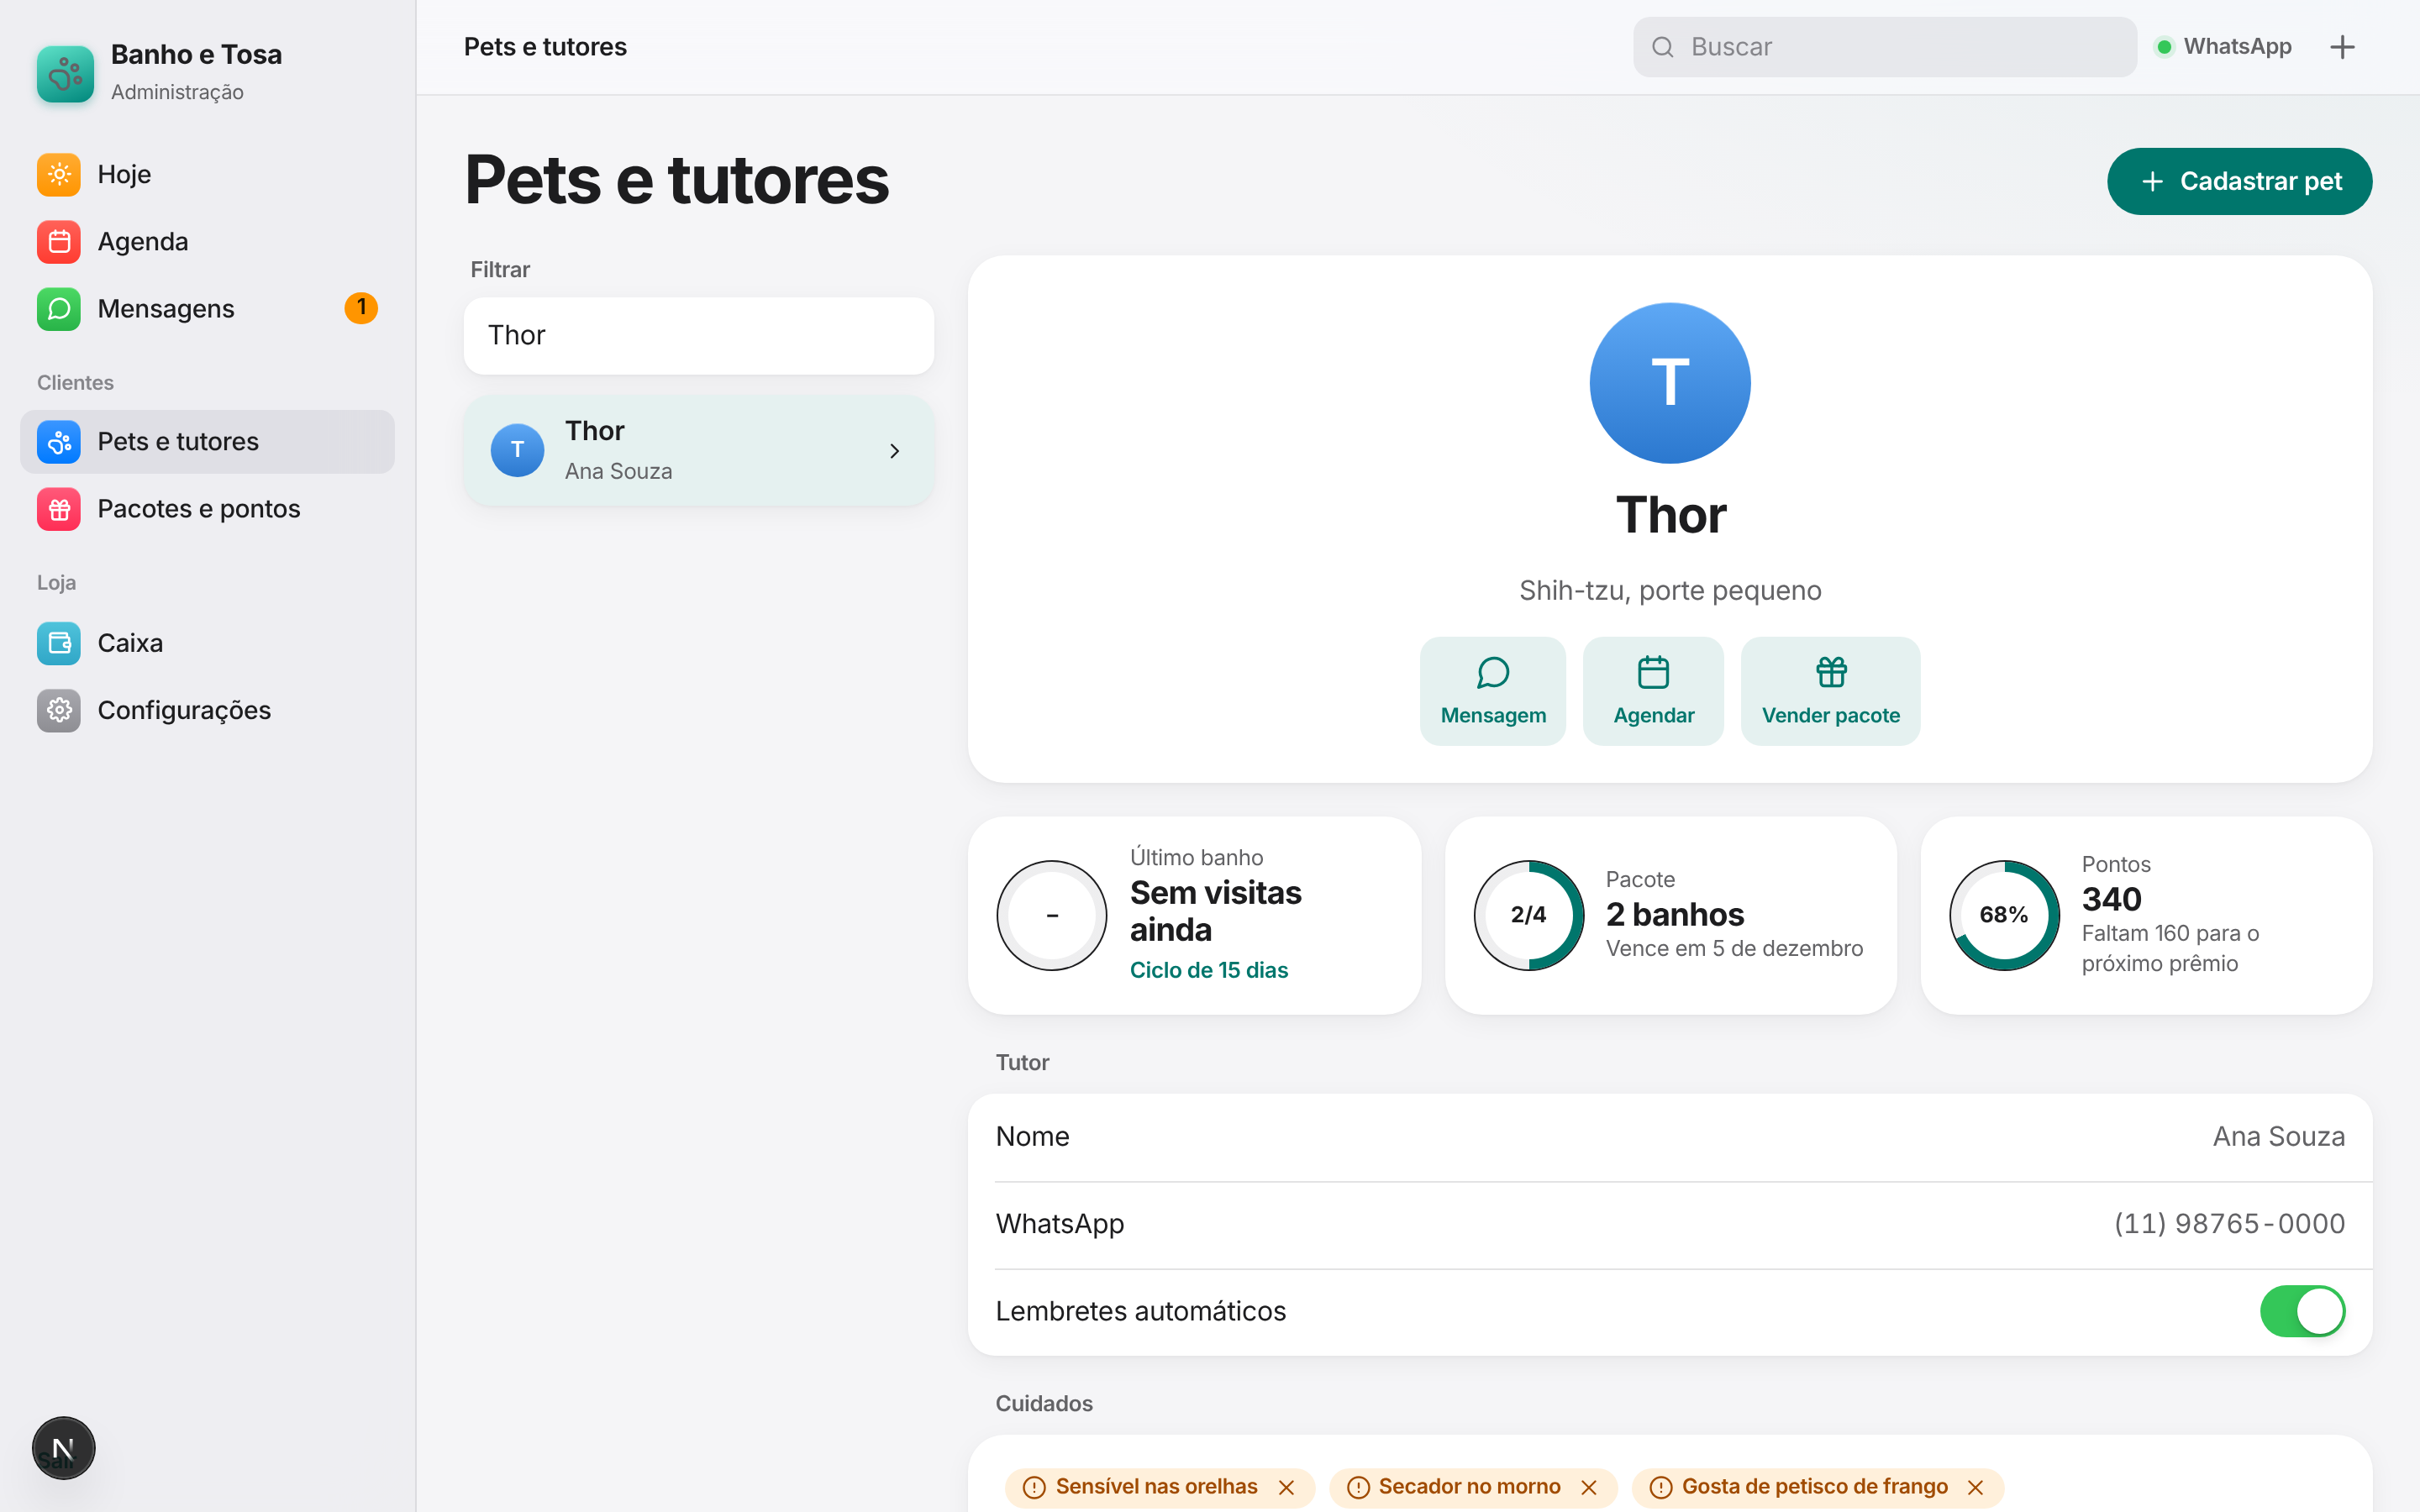 Banho e Tosa
Administração
Hoje
Agenda
Mensagens
1
Clientes
Pets e tutores
Pacotes e pontos
Loja
Caixa
Configurações
N
Sair
Pets e tutores
Buscar
WhatsApp
Pets e tutores
Cadastrar pet
Filtrar
Thor
T
Thor
Ana Souza
T
Thor
Shih-tzu, porte pequeno
Mensagem
Agendar
Vender pacote
–
Último banho
Sem visitas
ainda
Ciclo de 15 dias
2/4
Pacote
2 banhos
Vence em 5 de dezembro
68%
Pontos
340
Faltam 160 para o
próximo prêmio
Tutor
Nome
Ana Souza
WhatsApp
(11) 98765-0000
Lembretes automáticos
Cuidados
Sensível nas orelhas
Secador no morno
Gosta de petisco de frango